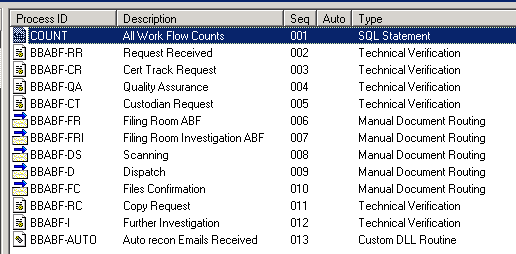 Process ID Description Seq Auto Type
COUNT All Work Flow Counts 001 SQL Statement
BBABF-RR Request Received 002 Technical Verification
BBABF-CR Cert Track Request 003 Technical Verification
BBABF-QA Quality Assurance 004 Technical Verification
BBABF-CT Custodian Request 005 Technical Verification
BBABF-FR Filing Room ABF 006 Manual Document Routing
BBABF-FRI Filing Room Investigation ABF 007 Manual Document Routing
BBABF-DS Scanning 008 Manual Document Routing
BBABF-D Dispatch 009 Manual Document Routing
BBABF-FC Files Confirmation 010 Manual Document Routing
BBABF-RC Copy Request 011 Technical Verification
BBABF-I Further Investigation 012 Technical Verification
BBABF-AUTO Auto recon Emails Received 013 Custom DLL Routine